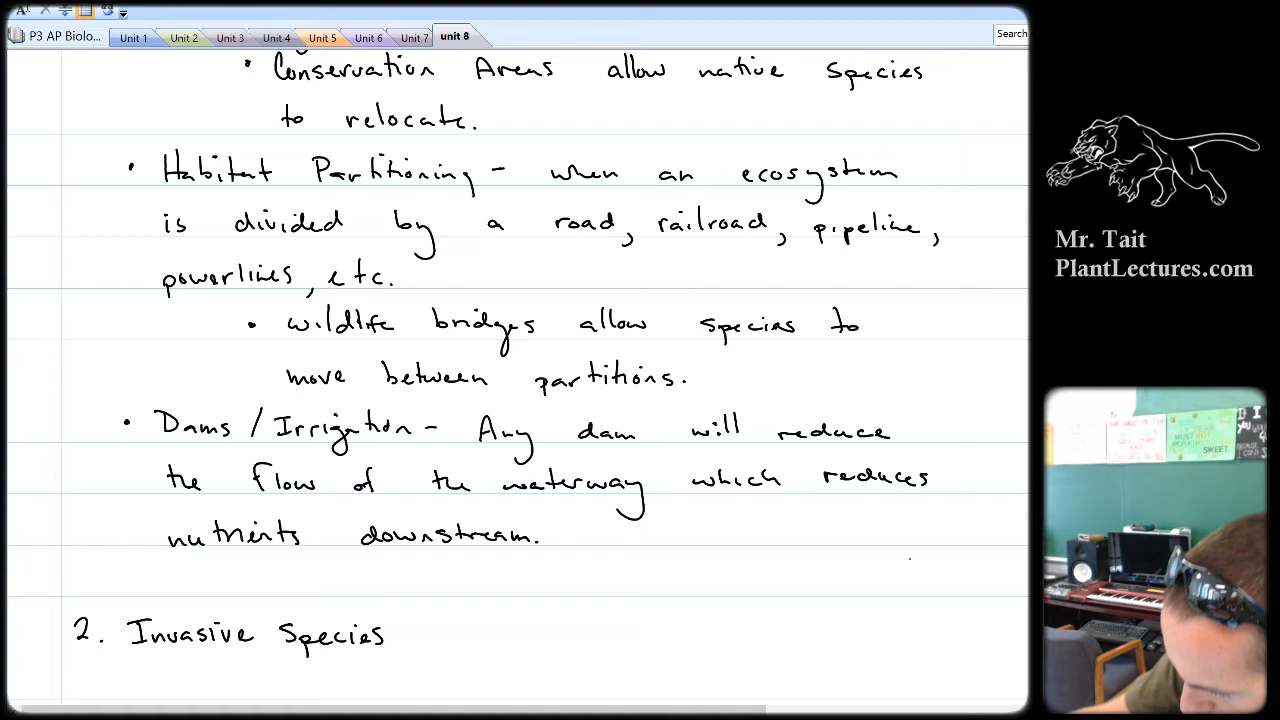 P3 AP Biolo...
Unit 1
Unit 2
Unit 3
Unit 4
Unit 5
Unit 6
Unit 7
unit 8
Search
• Conservation Areas allow native species
to relocate.
• Habitat Partitioning - when an ecosystem
is divided by a road, railroad, pipeline,
powerlines, etc.
• wildlife bridges allow species to
move between partitions.
• Dams / Irrigation - Any dam will reduce
the flow of the waterway which reduces
nutrients downstream.
2. Invasive Species
Mr. Tait
PlantLectures.com
MUST
SWEET